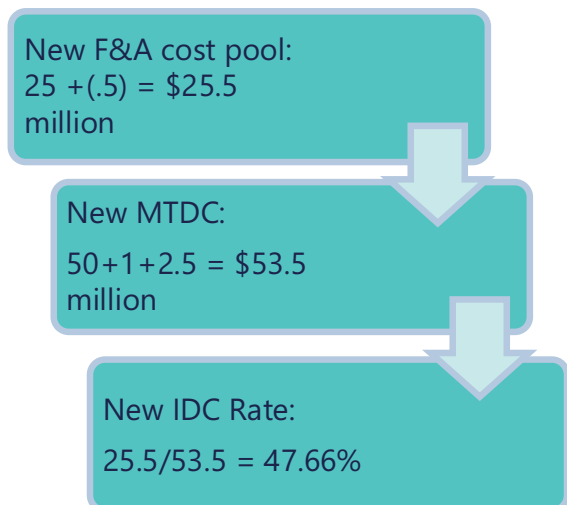 New F&A cost pool:
25 +(.5) = $25.5
million
New MTDC:
50+1+2.5 = $53.5
million
New IDC Rate:
25.5/53.5 = 47.66%